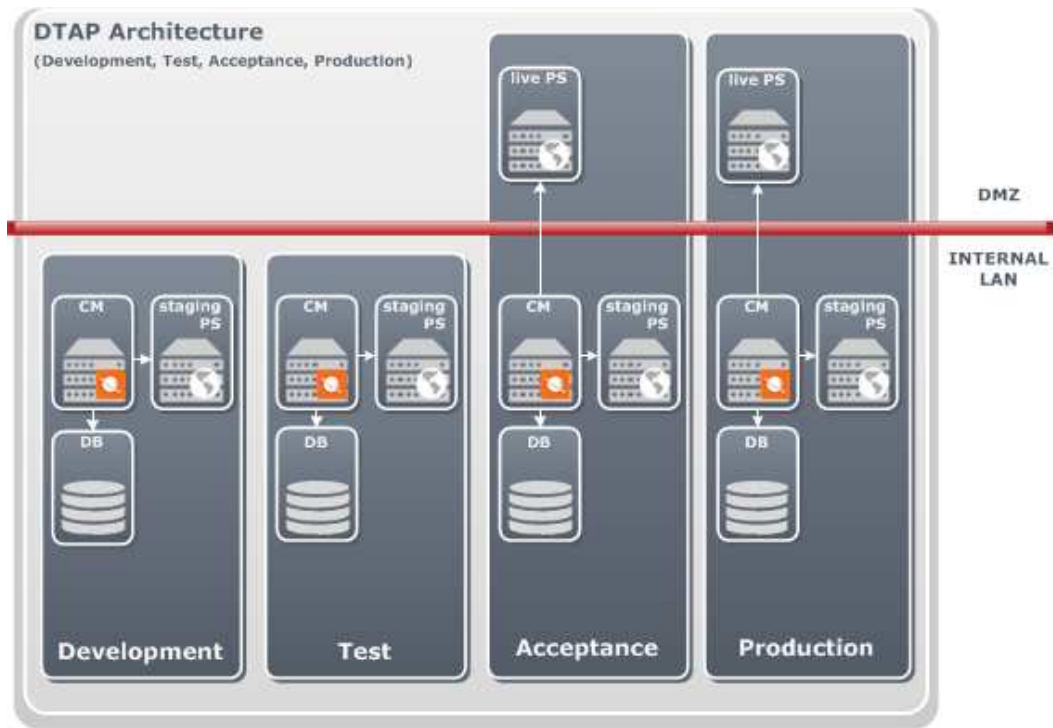 DTAP Architecture
(Development, Test, Acceptance, Production)
live PS
live PS
DMZ
INTERNAL
LAN
CM
staging
PS
CM
staging
PS
CM
staging
PS
CM
staging
PS
DB
DB
DB
DB
Development
Test
Acceptance
Production